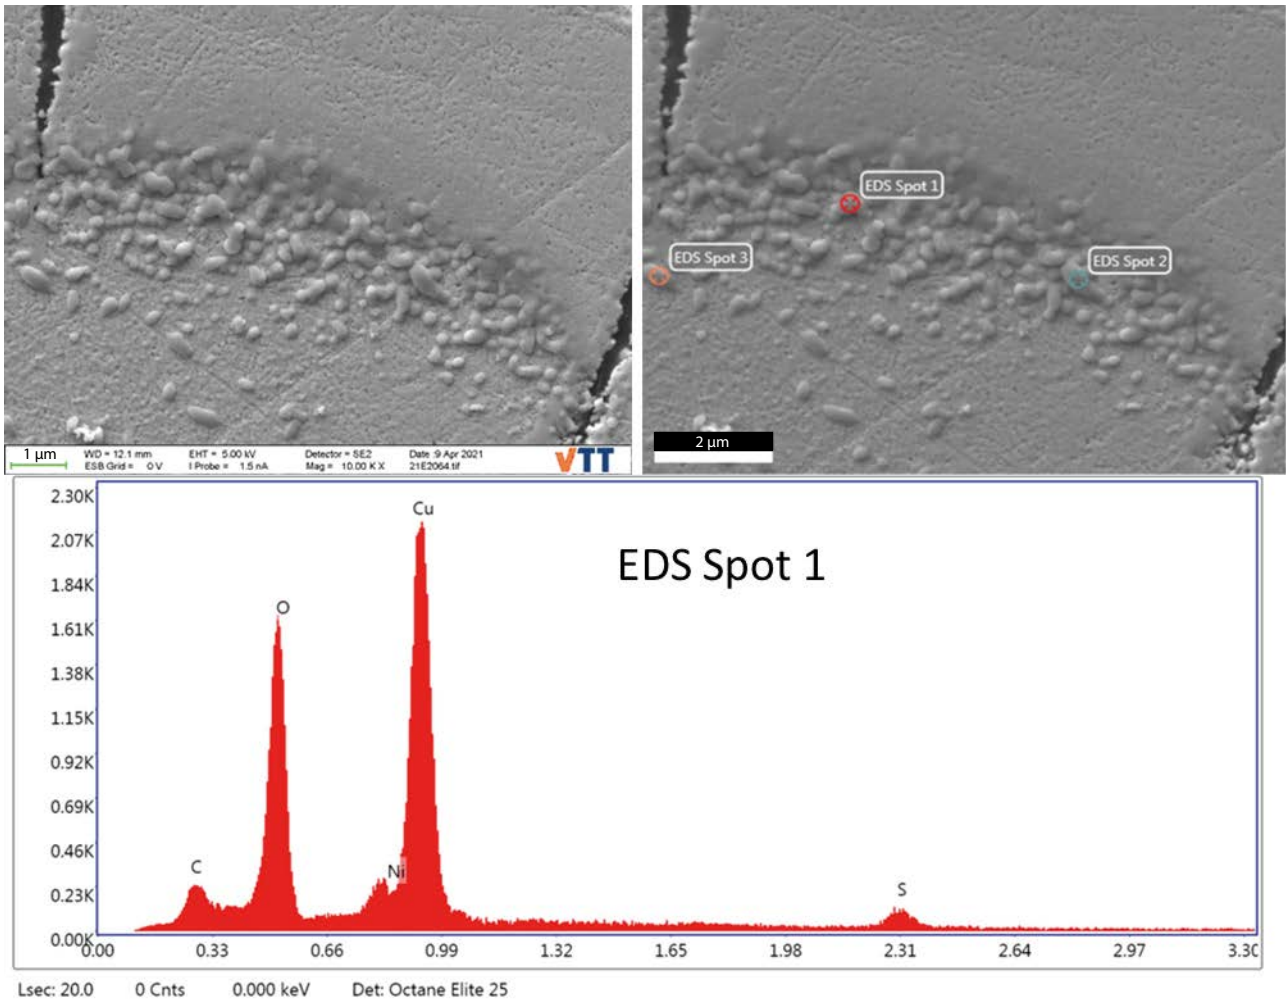 EDS Spot 1
EDS Spot 3
EDS Spot 2
1 µm
WD = 12.1 mm
EHT = 5.00 kV
Detector = SE2
Date :9 Apr 2021
ESB Grid = 0 V
I Probe = 1.5 nA
Mag = 10.00 K X
21E2064.tif
VTT
2 µm
EDS Spot 1
2.30K
2.07K
1.84K
1.61K
1.38K
1.15K
0.92K
0.69K
0.46K
0.23K
0.00K
Cu
O
C
Ni
S
0.00 0.33 0.66 0.99 1.32 1.65 1.98 2.31 2.64 2.97 3.30
Lsec: 20.0 0 Cnts 0.000 keV Det: Octane Elite 25